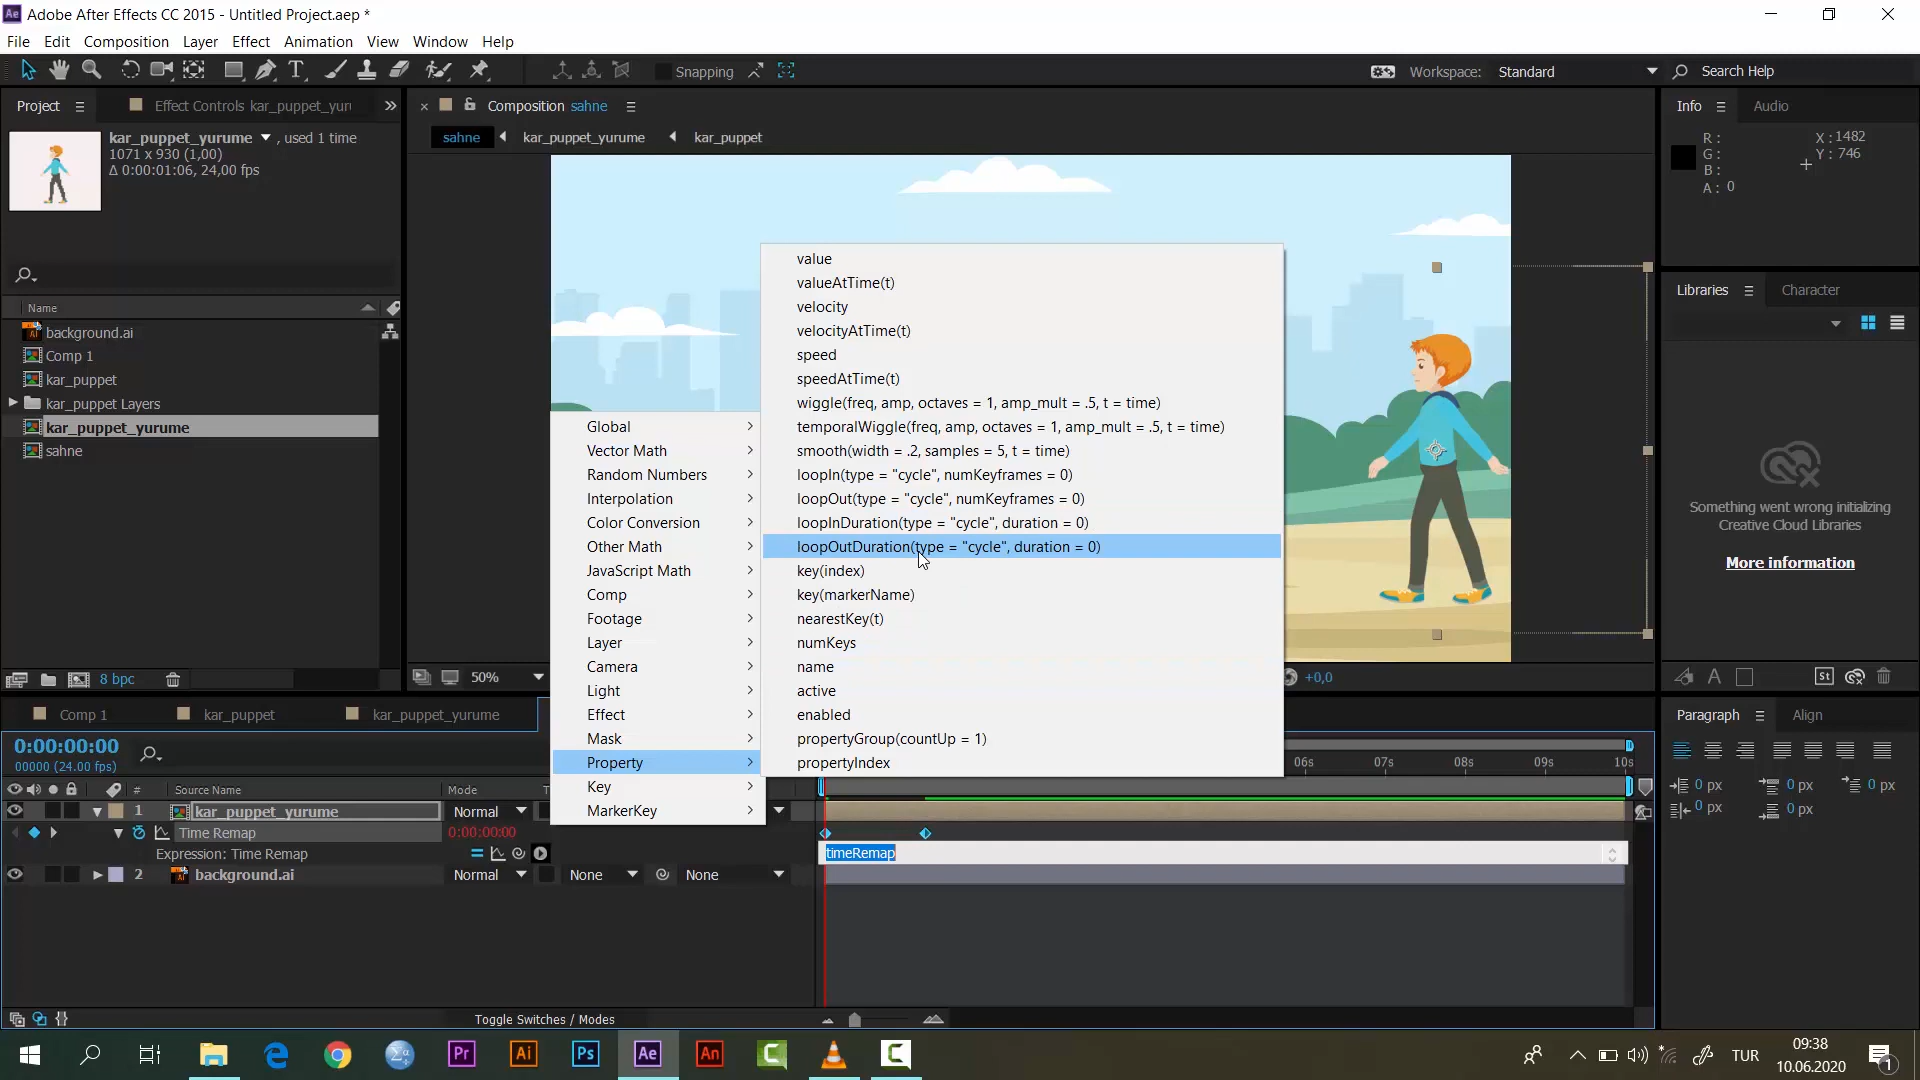 Adobe After Effects CC 2015 - Untitled Project.aep *
File Edit Composition Layer Effect Animation View Window Help
Snapping
Workspace: Standard
Search Help
Project
Effect Controls kar_puppet_yuri
Composition sahne
Info
Audio
kar_puppet_yurume , used 1 time
1071 x 930 (1,00)
Δ 0:00:01:06, 24,00 fps
sahne kar_puppet_yurume kar_puppet
R :
G :
B :
A : 0
X : 1482
Y : 746
Name
background.ai
Comp 1
kar_puppet
kar_puppet Layers
kar_puppet_yurume
sahne
8 bpc
50%
+0,0
Libraries
Character
Something went wrong initializing
Creative Cloud Libraries
More information
St
Global
Vector Math
Random Numbers
Interpolation
Color Conversion
Other Math
JavaScript Math
Comp
Footage
Layer
Camera
Light
Effect
Mask
Property
Key
MarkerKey
value
valueAtTime(t)
velocity
velocityAtTime(t)
speed
speedAtTime(t)
wiggle(freq, amp, octaves = 1, amp_mult = .5, t = time)
temporalWiggle(freq, amp, octaves = 1, amp_mult = .5, t = time)
smooth(width = .2, samples = 5, t = time)
loopIn(type = "cycle", numKeyframes = 0)
loopOut(type = "cycle", numKeyframes = 0)
loopInDuration(type = "cycle", duration = 0)
loopOutDuration(type = "cycle", duration = 0)
key(index)
key(markerName)
nearestKey(t)
numKeys
name
active
enabled
propertyGroup(countUp = 1)
propertyIndex
Comp 1
kar_puppet
kar_puppet_yurume
0:00:00:00
00000 (24.00 fps)
06s 07s 08s 09s 10s
# Source Name Mode T
1 kar_puppet_yurume Normal
Time Remap 0:00:00:00
Expression: Time Remap
timeRemap
2 background.ai Normal None None
Toggle Switches / Modes
Paragraph
Align
0 px 0 px 0 px
0 px 0 px
Pr Ai Ps Ae An
TUR
09:38
10.06.2020
1